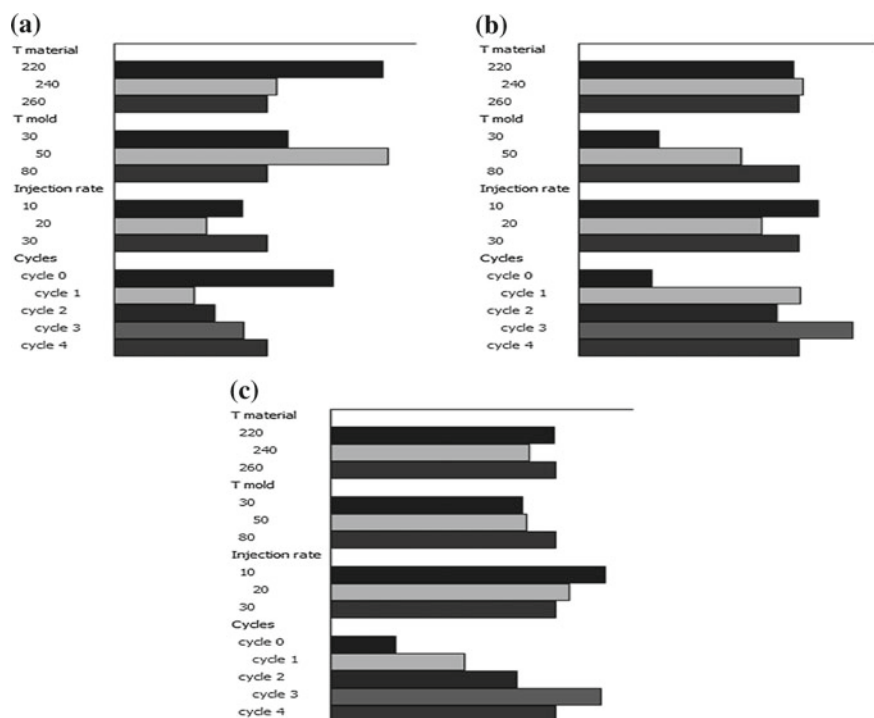 (a)
T material
220
240
260
T mold
30
50
80
Injection rate
10
20
30
Cycles
cycle 0
cycle 1
cycle 2
cycle 3
cycle 4
(b)
T material
220
240
260
T mold
30
50
80
Injection rate
10
20
30
Cycles
cycle 0
cycle 1
cycle 2
cycle 3
cycle 4
(c)
T material
220
240
260
T mold
30
50
80
Injection rate
10
20
30
Cycles
cycle 0
cycle 1
cycle 2
cycle 3
cycle 4